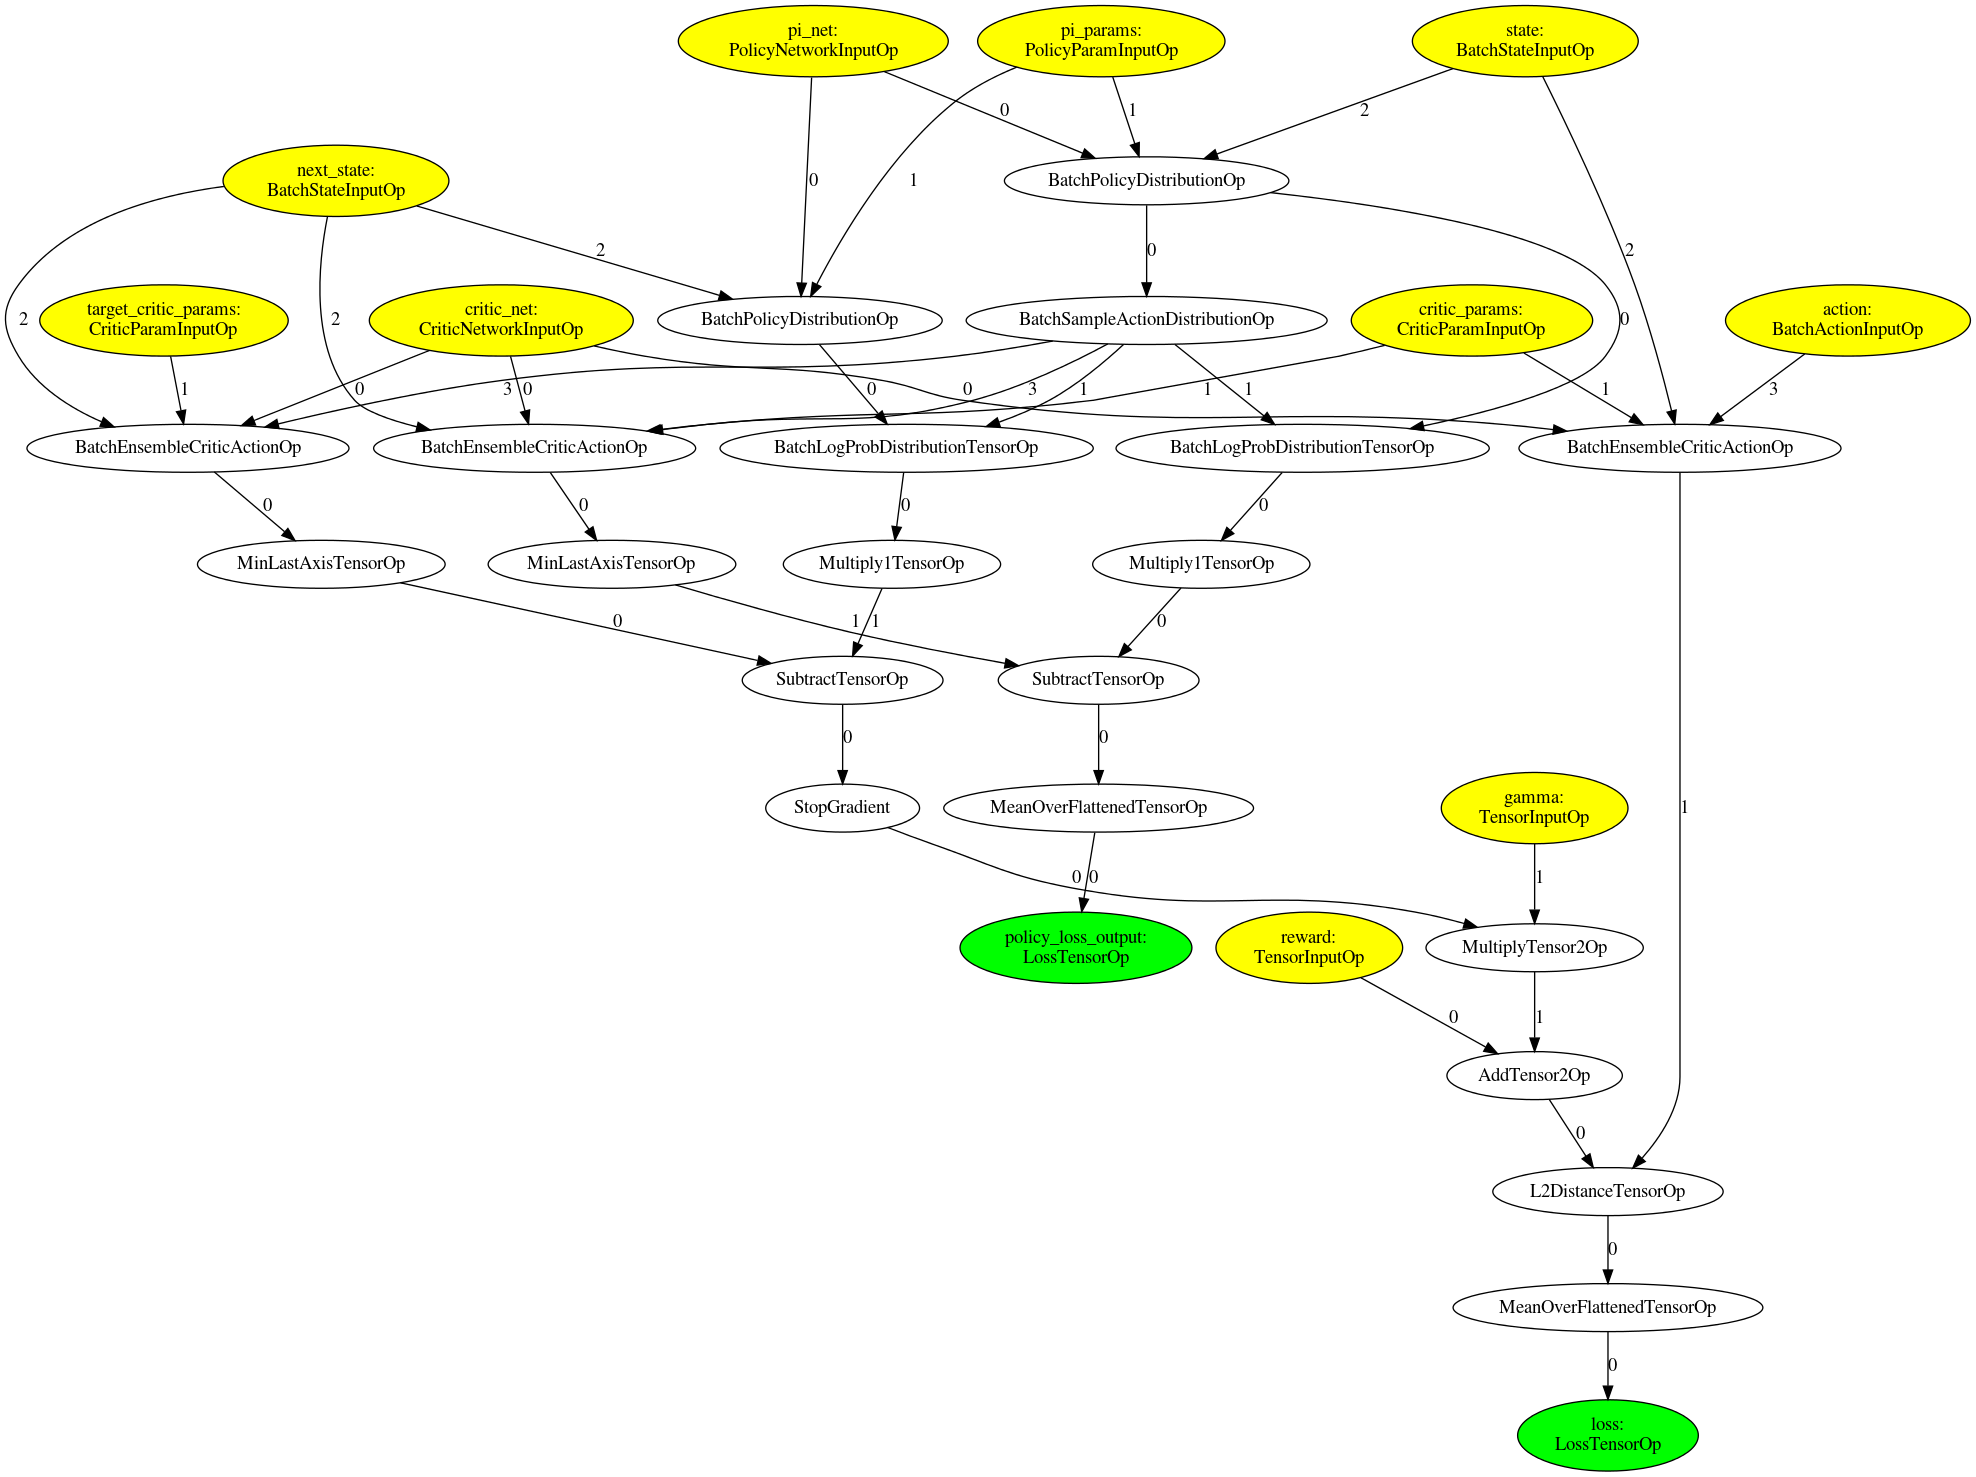 pi_net:
PolicyNetworkInputOp
pi_params:
PolicyParamInputOp
state:
BatchStateInputOp
0
1
2
next_state:
BatchStateInputOp
0
1
BatchPolicyDistributionOp
2
0
2
target_critic_params:
CriticParamInputOp
2
critic_net:
CriticNetworkInputOp
2
BatchPolicyDistributionOp
BatchSampleActionDistributionOp
critic_params:
CriticParamInputOp
0
action:
BatchActionInputOp
1
0
3
0
0
0
3
1
1
1
1
3
BatchEnsembleCriticActionOp
BatchEnsembleCriticActionOp
BatchLogProbDistributionTensorOp
BatchLogProbDistributionTensorOp
BatchEnsembleCriticActionOp
0
0
0
0
MinLastAxisTensorOp
MinLastAxisTensorOp
Multiply1TensorOp
Multiply1TensorOp
0
1
1
0
SubtractTensorOp
SubtractTensorOp
0
0
StopGradient
MeanOverFlattenedTensorOp
gamma:
TensorInputOp
1
0
0
1
policy_loss_output:
LossTensorOp
reward:
TensorInputOp
MultiplyTensor2Op
0
1
AddTensor2Op
0
L2DistanceTensorOp
0
MeanOverFlattenedTensorOp
0
loss:
LossTensorOp